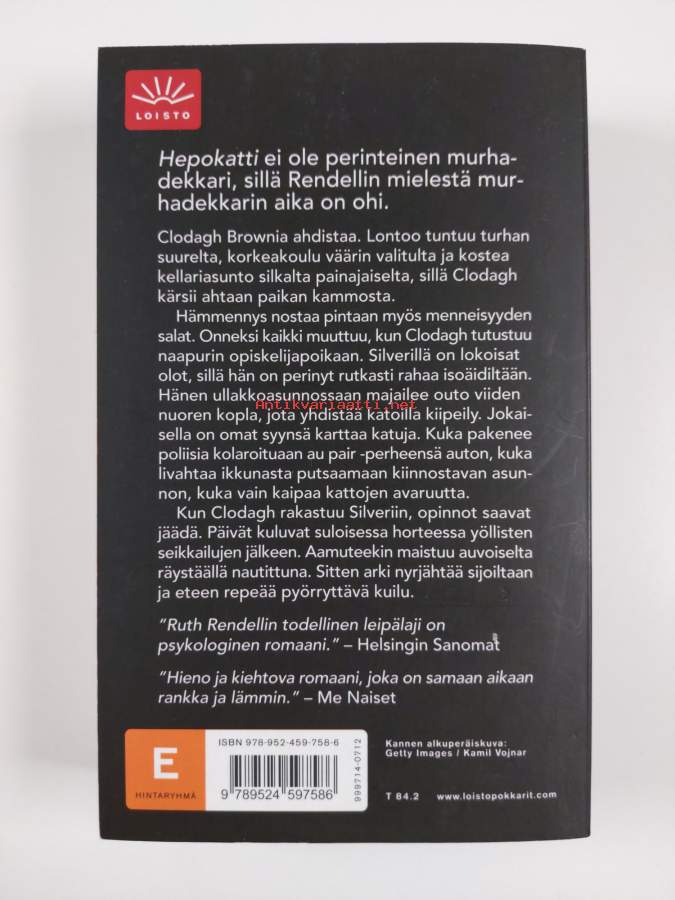 LOISTO
Hepokatti ei ole perinteinen murha-
dekkari, sillä Rendellin mielestä mur-
hadekkarin aika on ohi.
Clodagh Brownia ahdistaa. Lontoo tuntuu turhan
suurelta, korkeakoulu väärin valitulta ja kostea
kellariasunto silkalta painajaiselta, sillä Clodagh
kärsii ahtaan paikan kammosta.
Hämmennys nostaa pintaan myös menneisyyden
salat. Onneksi kaikki muuttuu, kun Clodagh tutustuu
naapurin opiskelijapoikaan. Silverillä on lokoisat
olot, sillä hän on perinyt rutkasti rahaa isoäidiltään.
Hänen ullakkoasunnossaan majailee outo viiden
Antikvariaatti.net
nuoren kopla, jota yhdistää katoilla kiipeily. Jokai-
sella on omat syynsä karttaa katuja. Kuka pakenee
poliisia kolaroituaan au pair -perheensä auton, kuka
livahtaa ikkunasta putsaamaan kiinnostavan asun-
non, kuka vain kaipaa kattojen avaruutta.
Kun Clodagh rakastuu Silveriin, opinnot saavat
jäädä. Päivät kuluvat suloisessa horteessa yöllisten
seikkailujen jälkeen. Aamuteekin maistuu auvoiselta
räystäällä nautittuna. Sitten arki nyrjähtää sijoiltaan
ja eteen repeää pyörryttävä kuilu.
”Ruth Rendellin todellinen leipälaji on
psykologinen romaani.” – Helsingin Sanomat
”Hieno ja kiehtova romaani, joka on samaan aikaan
rankka ja lämmin.” – Me Naiset
E
HINTARYHMÄ
ISBN 978-952-459-758-6
9 789524 597586
999714-0712
Kannen alkuperäiskuva:
Getty Images / Kamil Vojnar
T 84.2
www.loistopokkarit.com